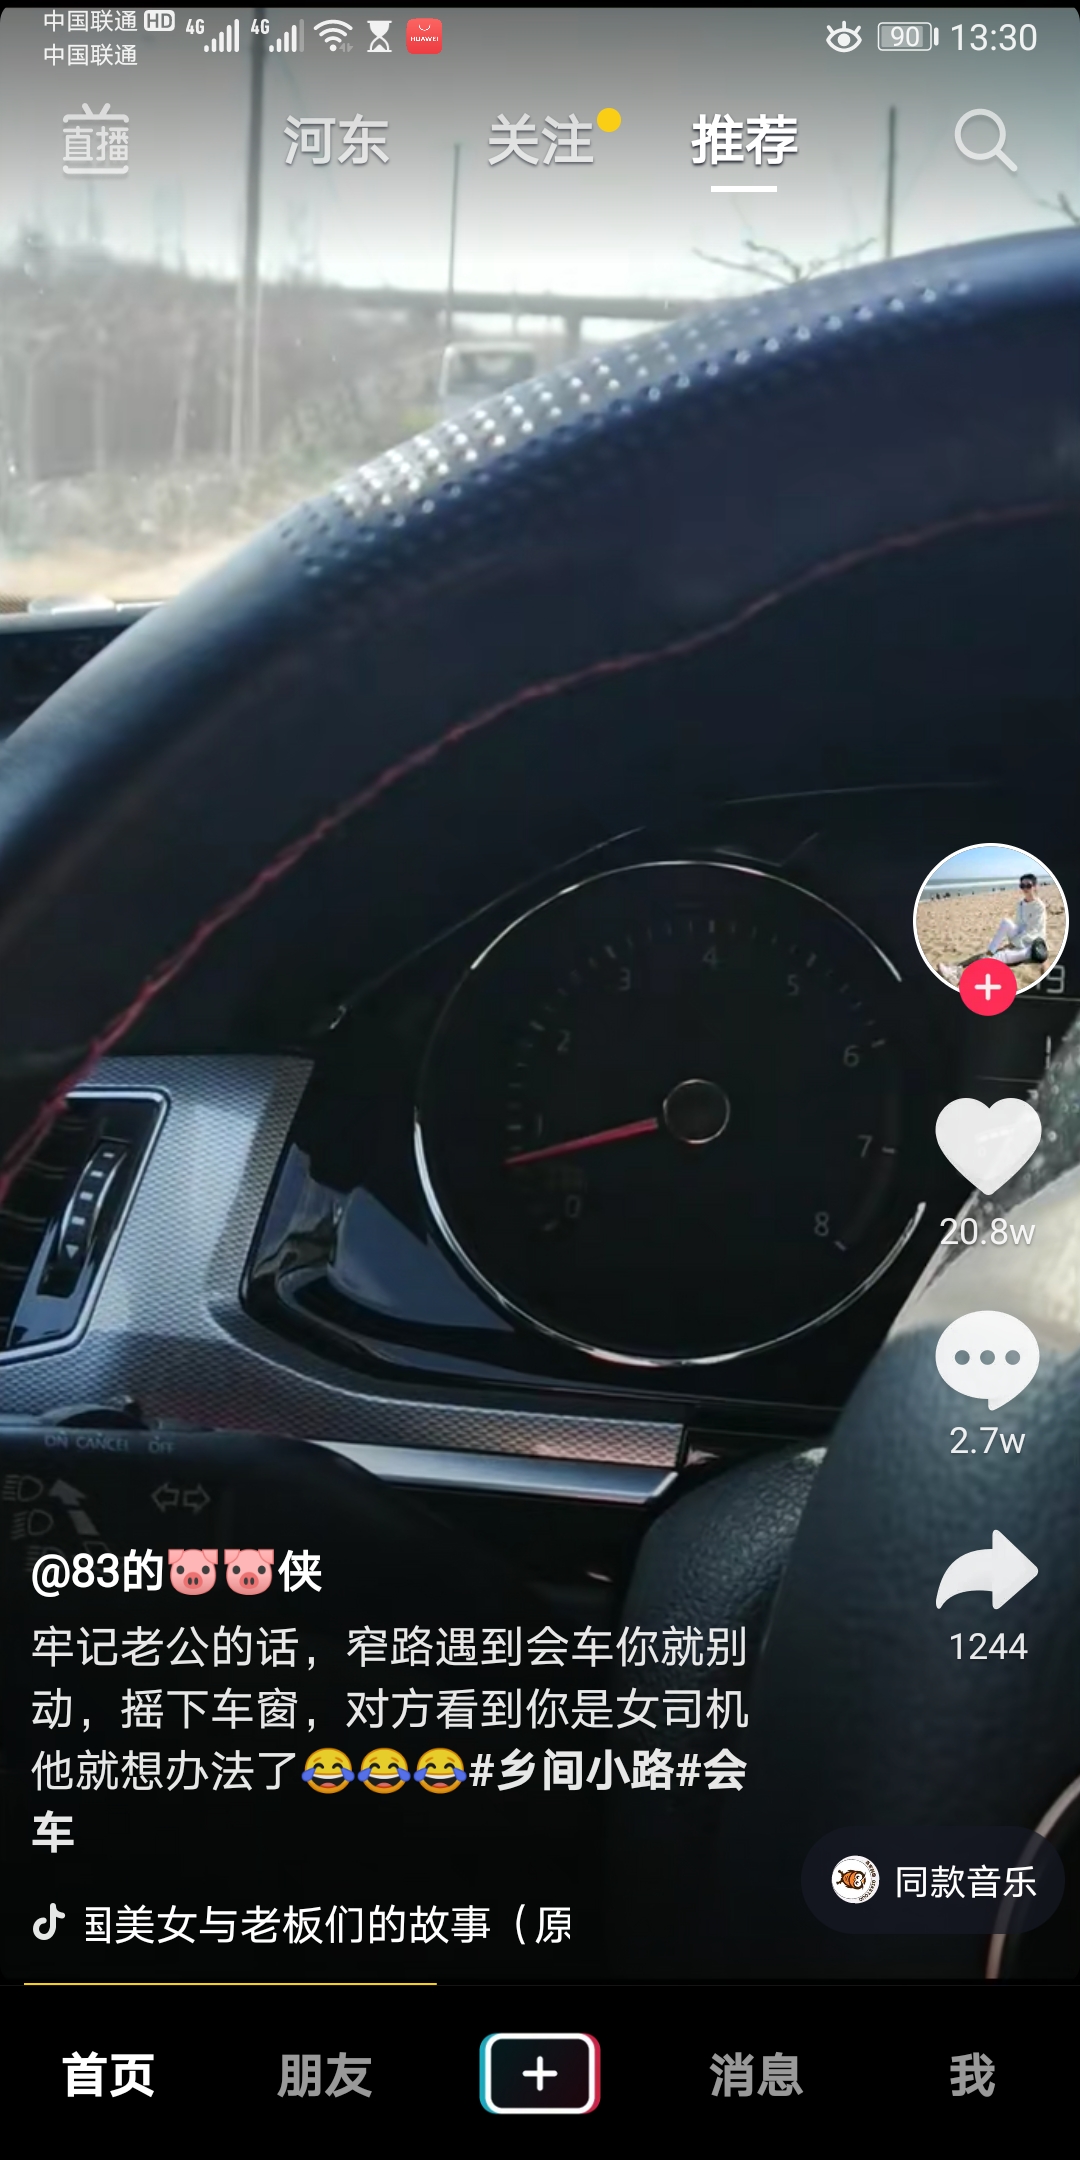 中国联通 HD 4G 4G HUAWEI 90 13:30
中国联通
直播 河东 关注 推荐
3 4 5
2 6
1 7
0 8
20.8w
2.7w
ON CANCEL OFF
@83的🐷🐷侠
牢记老公的话，窄路遇到会车你就别
动，摇下车窗，对方看到你是女司机
他就想办法了😂😂😂#乡间小路#会
车
1244
同款音乐
国美女与老板们的故事（原
首页 朋友 消息 我